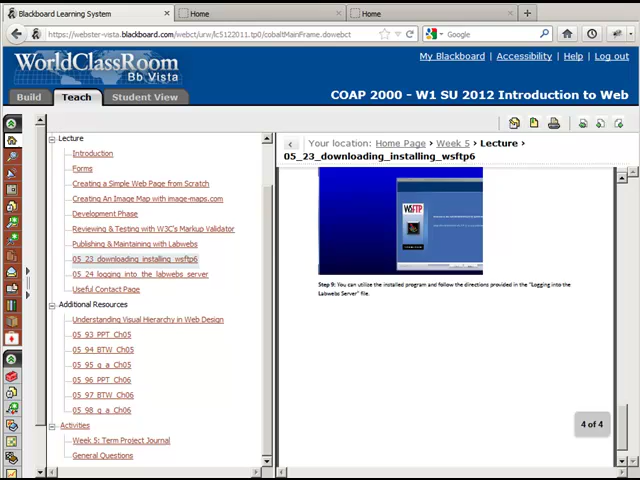 Blackboard Learning System
Home
Home
https://webster-vista.blackboard.com/webct/urw/lc5122011.tp0/cobaltMainFrame.dowebct
Google
My Blackboard | Accessibility | Help | Log out
WorldClassRoom
Bb Vista
Build Teach Student View
COAP 2000 - W1 SU 2012 Introduction to Web
Lecture
Introduction
Forms
Creating a Simple Web Page from Scratch
Creating An Image Map with image-maps.com
Development Phase
Reviewing & Testing with W3C's Markup Validator
Publishing & Maintaining with Labwebs
05_23_downloading_installing_wsftp6
05_24_logging_into_the_labwebs_server
Useful Contact Page
Additional Resources
Understanding Visual Hierarchy in Web Design
05_93_PPT_Ch05
05_94_BTW_Ch05
05_95_q_a_Ch05
05_96_PPT_Ch06
05_97_BTW_Ch06
05_98_q_a_Ch06
Activities
Week 5: Term Project Journal
General Questions
Your location: Home Page › Week 5 › Lecture ›
05_23_downloading_installing_wsftp6
WS FTP
Step 9: You can utilize the installed program and follow the directions provided in the "Logging into the
Labwebs Server" file.
4 of 4